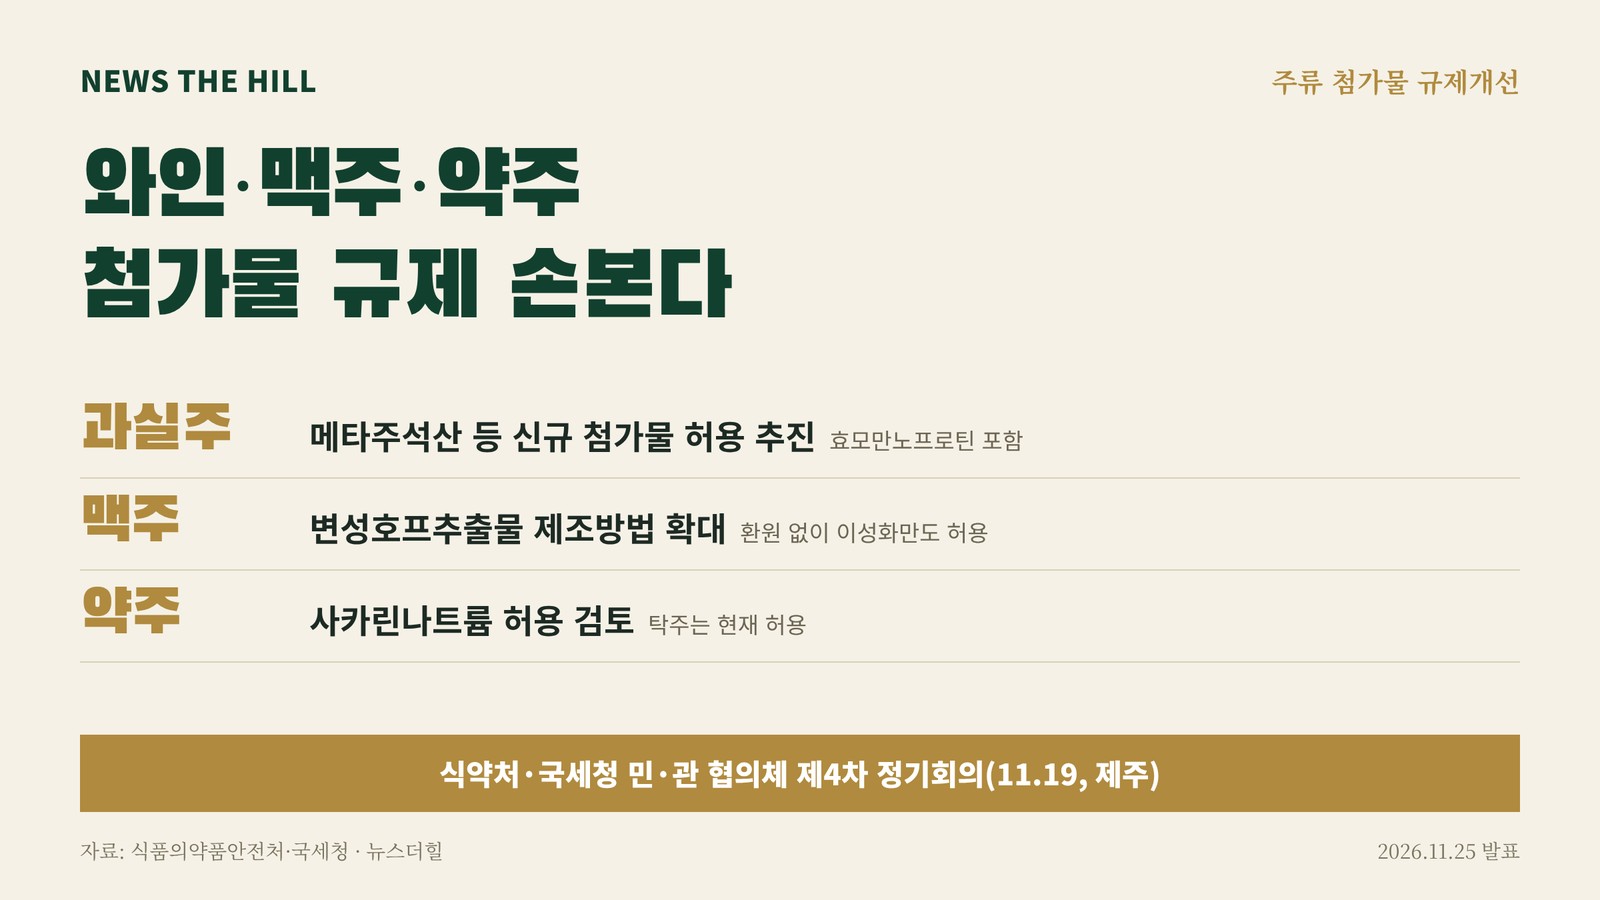 NEWS THE HILL
주류 첨가물 규제개선
와인·맥주·약주
첨가물 규제 손본다
과실주 메타주석산 등 신규 첨가물 허용 추진 효모만노프로틴 포함
맥주 변성호프추출물 제조방법 확대 환원 없이 이성화만도 허용
약주 사카린나트륨 허용 검토 탁주는 현재 허용
식약처·국세청 민·관 협의체 제4차 정기회의(11.19, 제주)
자료: 식품의약품안전처·국세청 · 뉴스더힐
2026.11.25 발표